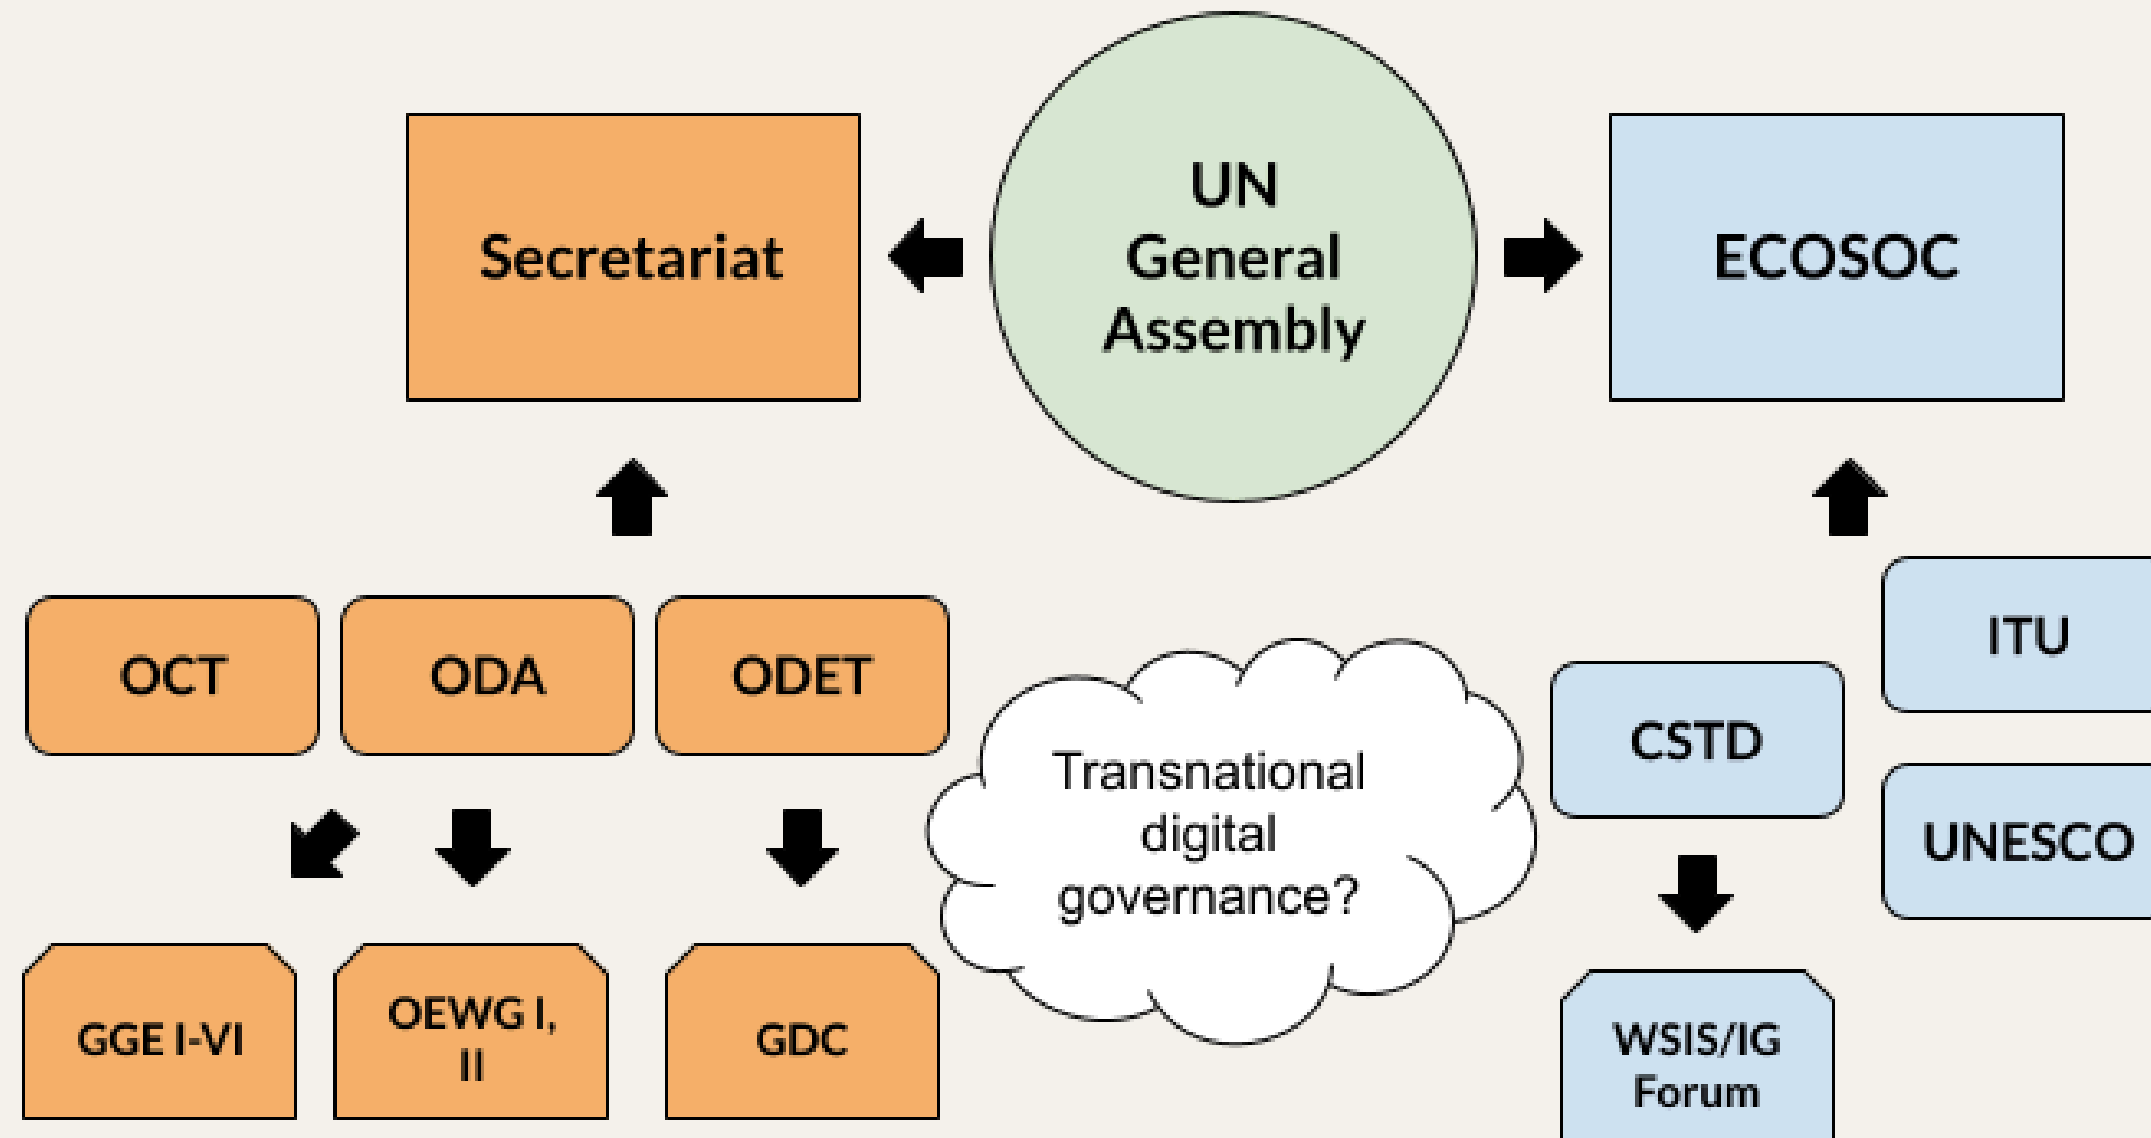 UN
General
Assembly
Secretariat
ECOSOC
OCT
ODA
ODET
ITU
CSTD
UNESCO
Transnational
digital
governance?
GGE I-VI
OEWG I,
II
GDC
WSIS/IG
Forum